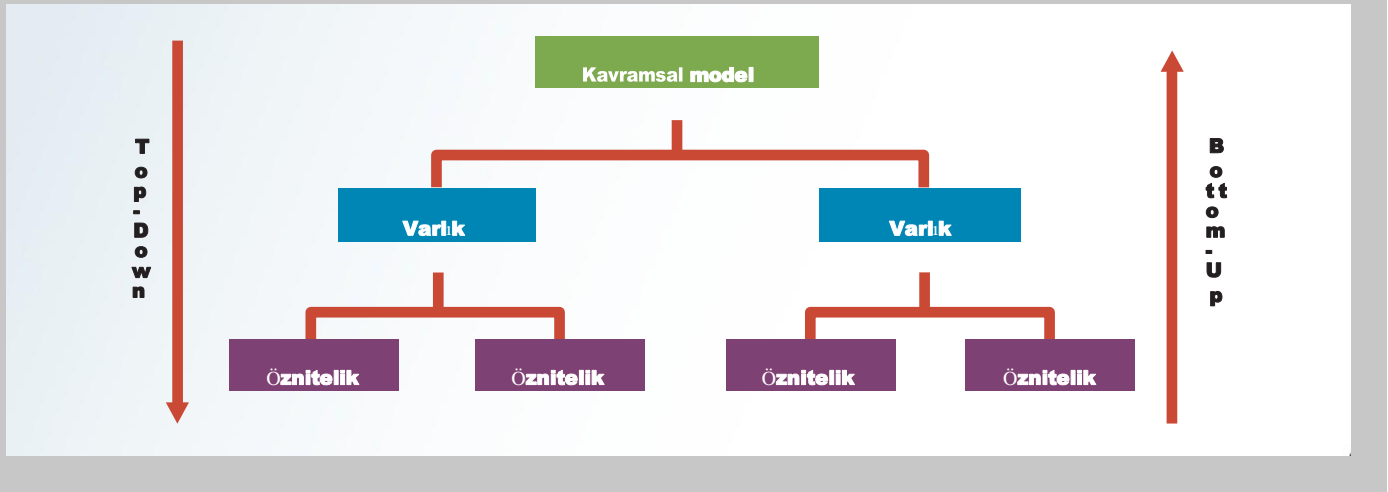 Kavramsal model
Top-Down
Bottom-Up
Varlık
Varlık
Öznitelik
Öznitelik
Öznitelik
Öznitelik